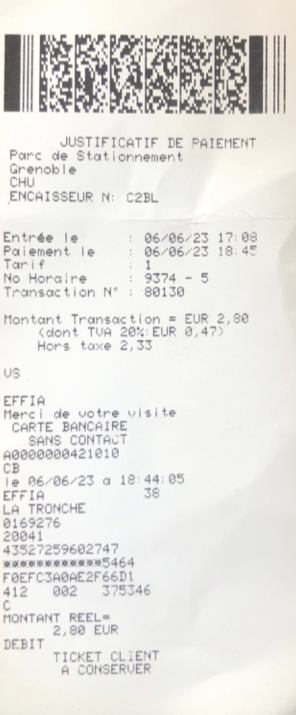 JUSTIFICATIF DE PAIEMENT
Parc de Stationnement
Grenoble
CHU
ENCAISSEUR N: C2BL
Entrée le : 06/06/23 17:08
Paiement le : 06/06/23 18:45
Tarif : 1
No Horaire : 9374 - 5
Transaction N° : 80130
Montant Transaction = EUR 2,80
(dont TVA 20%:EUR 0,47)
Hors taxe 2,33
VS
EFFIA
Merci de votre visite
CARTE BANCAIRE
SANS CONTACT
A0000000421010
CB
le 06/06/23 a 18:44:05
EFFIA 38
LA TRONCHE
0169276
20041
43527259602747
************5464
F0EFC3A0AE2F66D1
412 002 375346
C
MONTANT REEL=
2,80 EUR
DEBIT
TICKET CLIENT
A CONSERVER